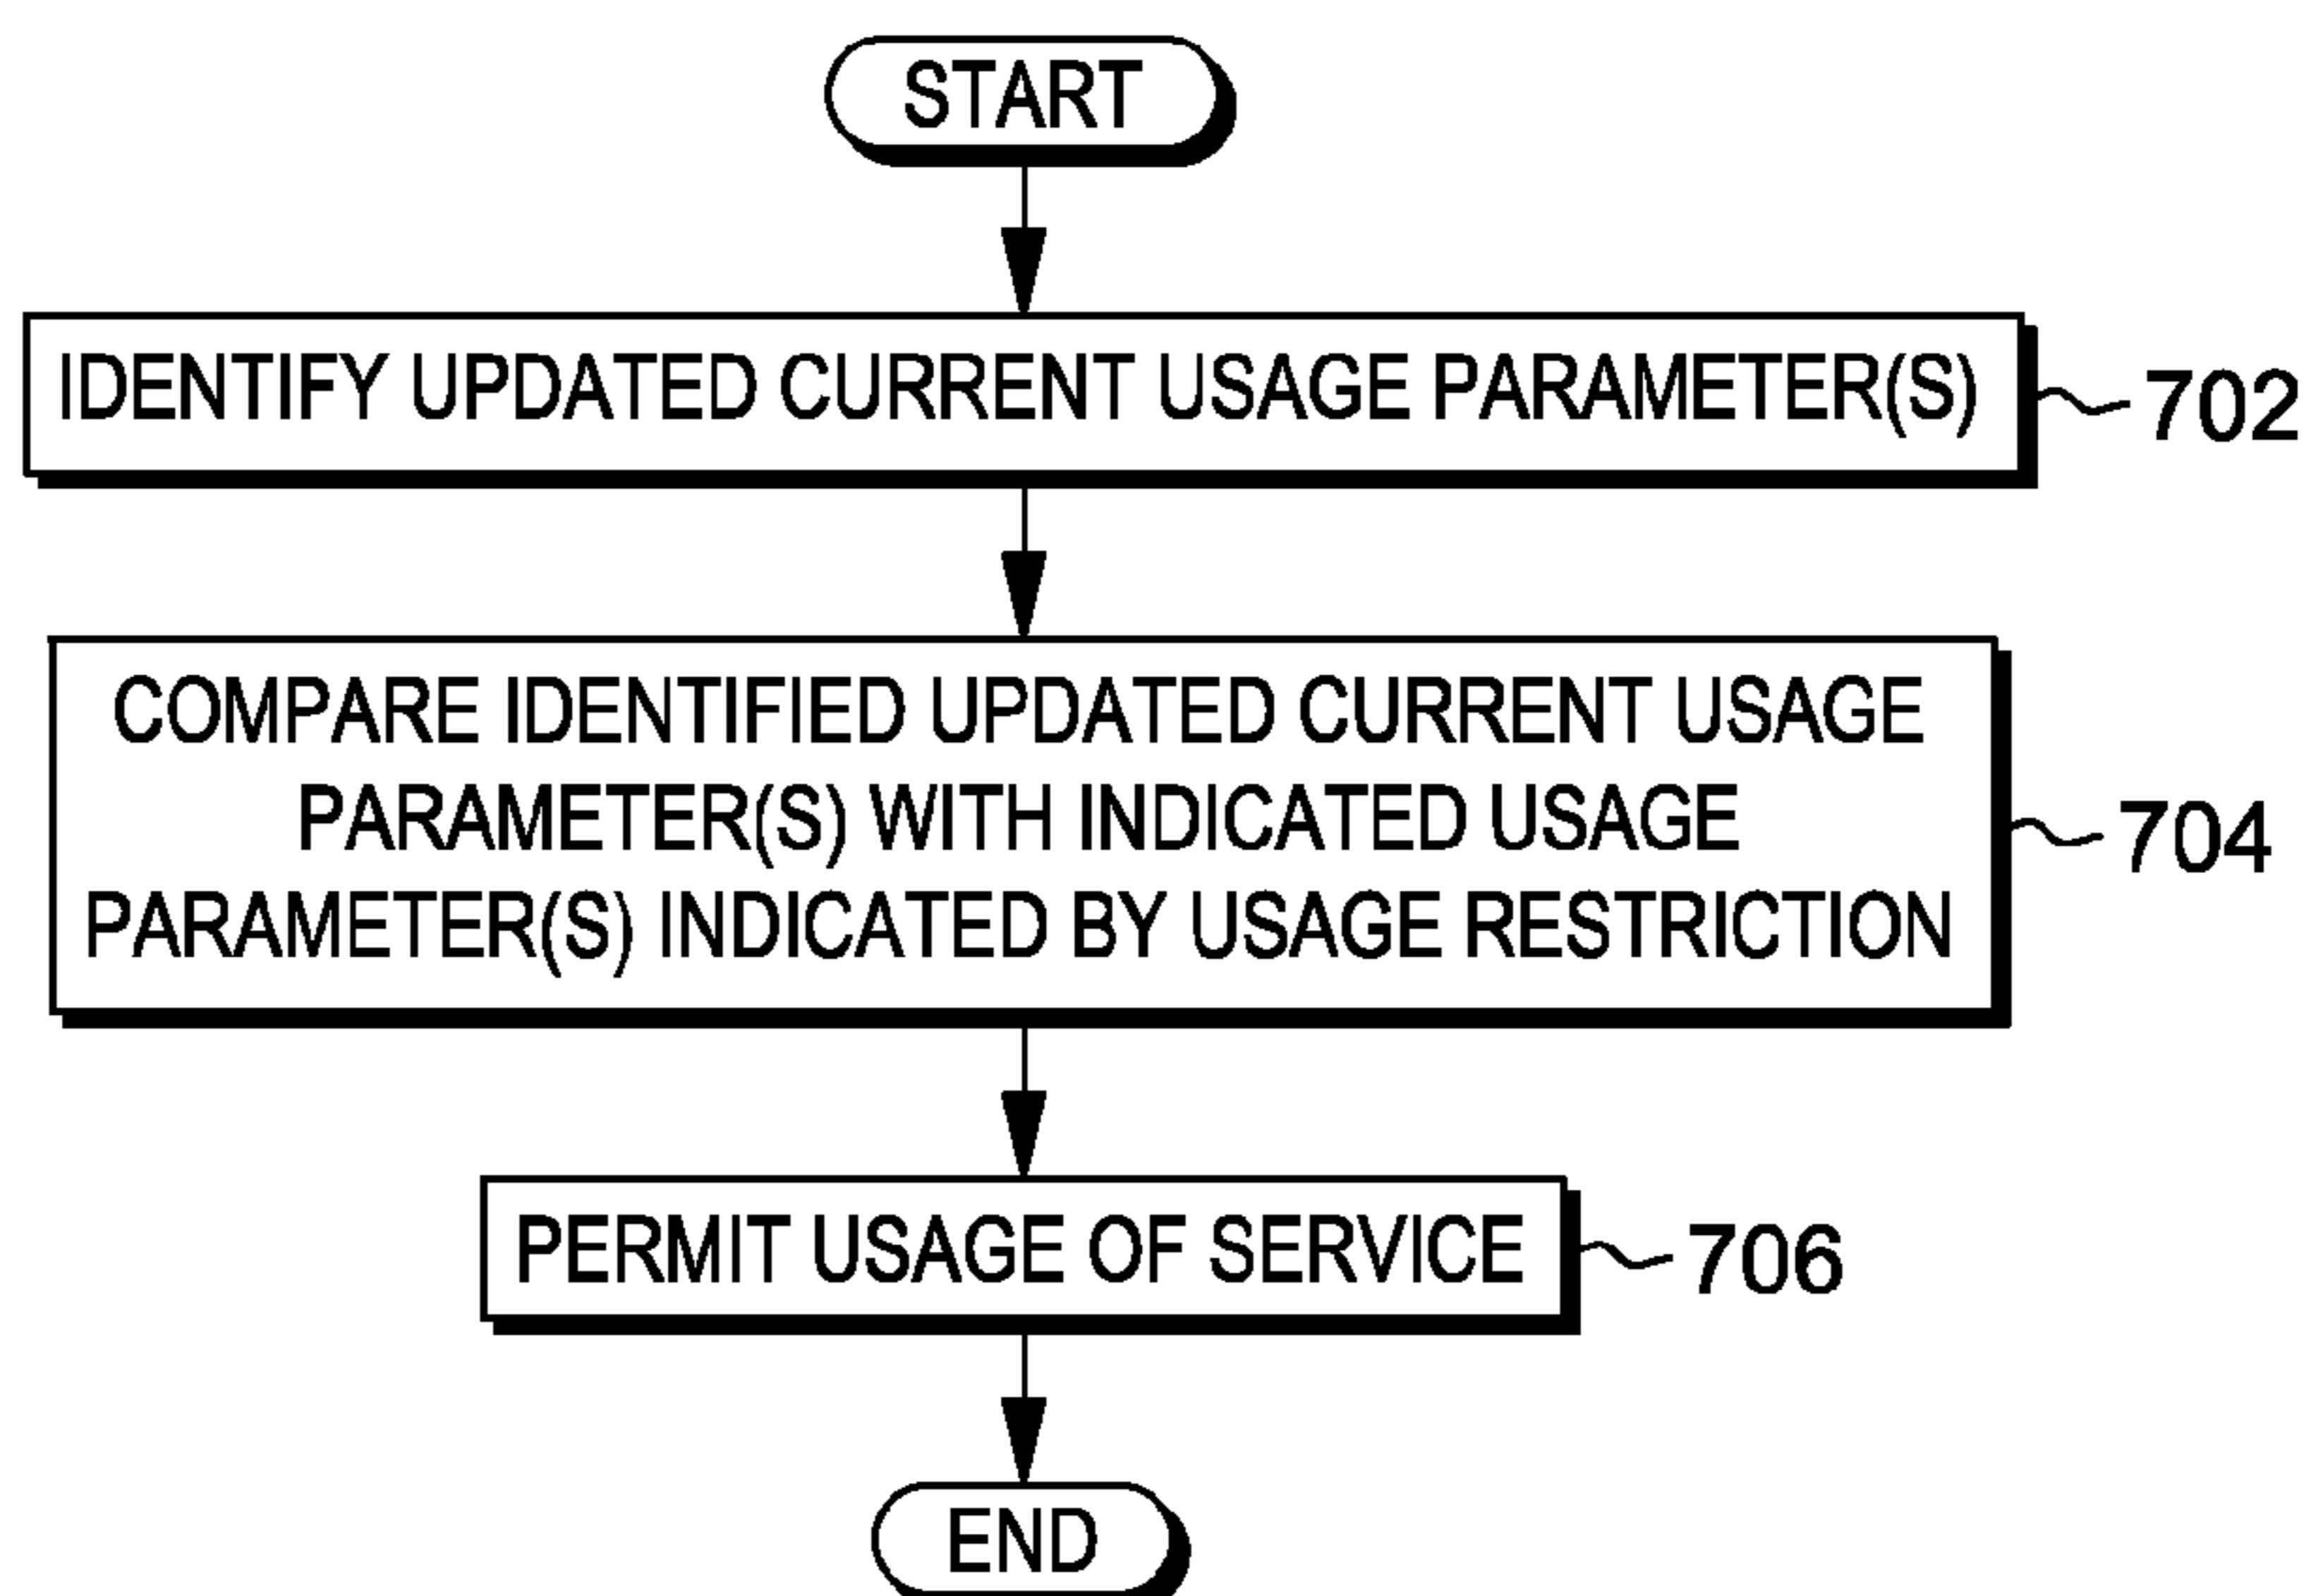 START
IDENTIFY UPDATED CURRENT USAGE PARAMETER(S)
702
COMPARE IDENTIFIED UPDATED CURRENT USAGE
PARAMETER(S) WITH INDICATED USAGE
PARAMETER(S) INDICATED BY USAGE RESTRICTION
704
PERMIT USAGE OF SERVICE
706
END